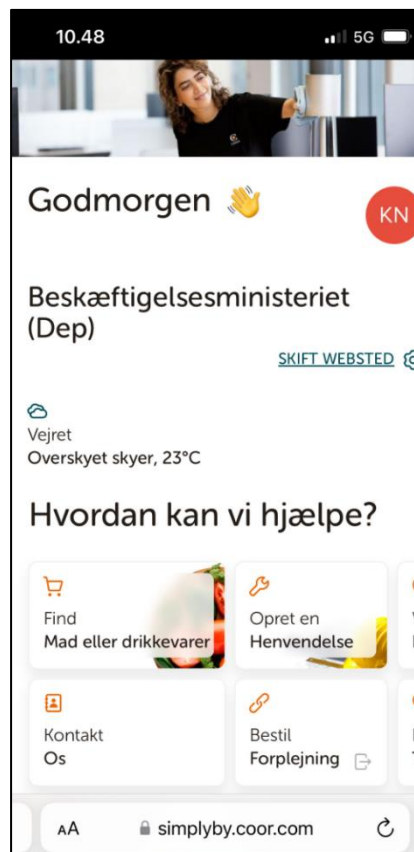 10.48
5G
Godmorgen 👋
KN
Beskæftigelsesministeriet
(Dep)
SKIFT WEBSTED
Vejret
Overskyet skyer, 23°C
Hvordan kan vi hjælpe?
Find
Mad eller drikkevarer
Opret en
Henvendelse
Kontakt
Os
Bestil
Forplejning
AA
simplyby.coor.com